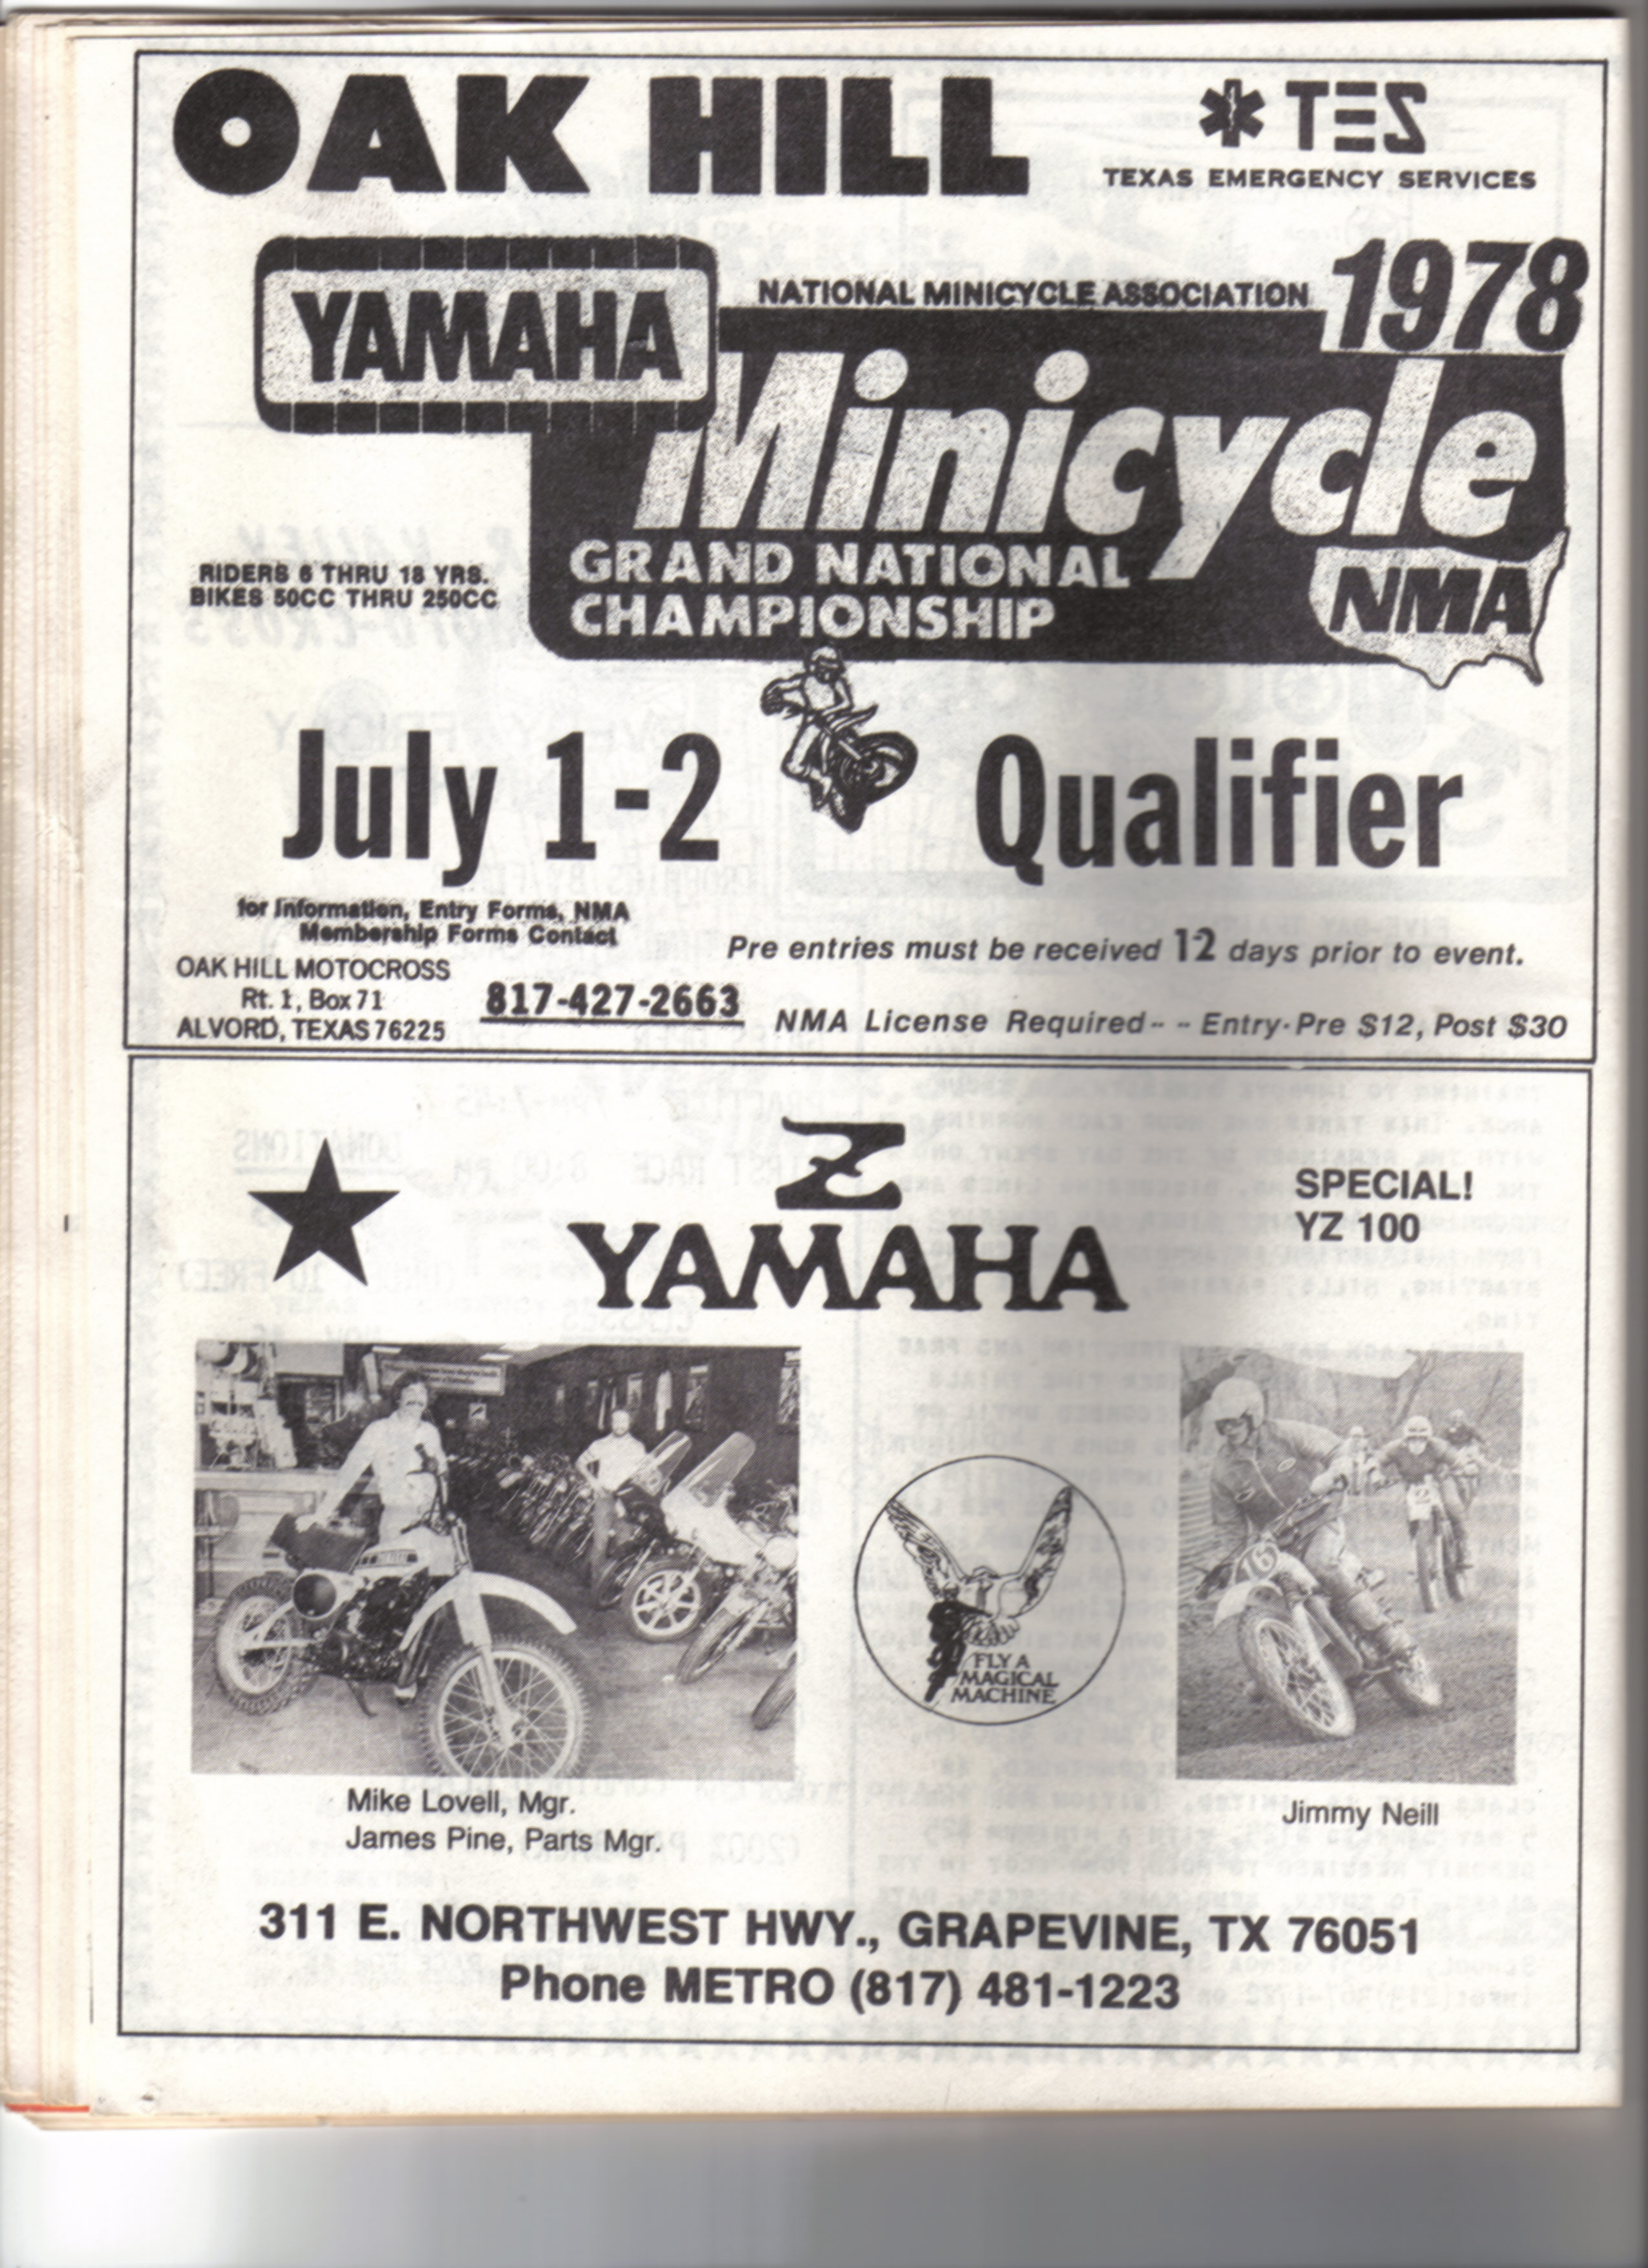 OAK HILL
TES
TEXAS EMERGENCY SERVICES
YAMAHA
NATIONAL MINICYCLE ASSOCIATION
1978
Minicycle
GRAND NATIONAL
CHAMPIONSHIP
NMA
RIDERS 6 THRU 18 YRS.
BIKES 50CC THRU 250CC
July 1-2 Qualifier
for Information, Entry Forms, NMA
Membership Forms Contact
OAK HILL MOTOCROSS
Rt. 1, Box 71
ALVORD, TEXAS 76225
817-427-2663
Pre entries must be received 12 days prior to event.
NMA License Required-- - Entry-Pre $12, Post $30
Z
YAMAHA
SPECIAL!
YZ 100
FLY A
MAGICAL
MACHINE
16
Mike Lovell, Mgr.
James Pine, Parts Mgr.
Jimmy Neill
311 E. NORTHWEST HWY., GRAPEVINE, TX 76051
Phone METRO (817) 481-1223